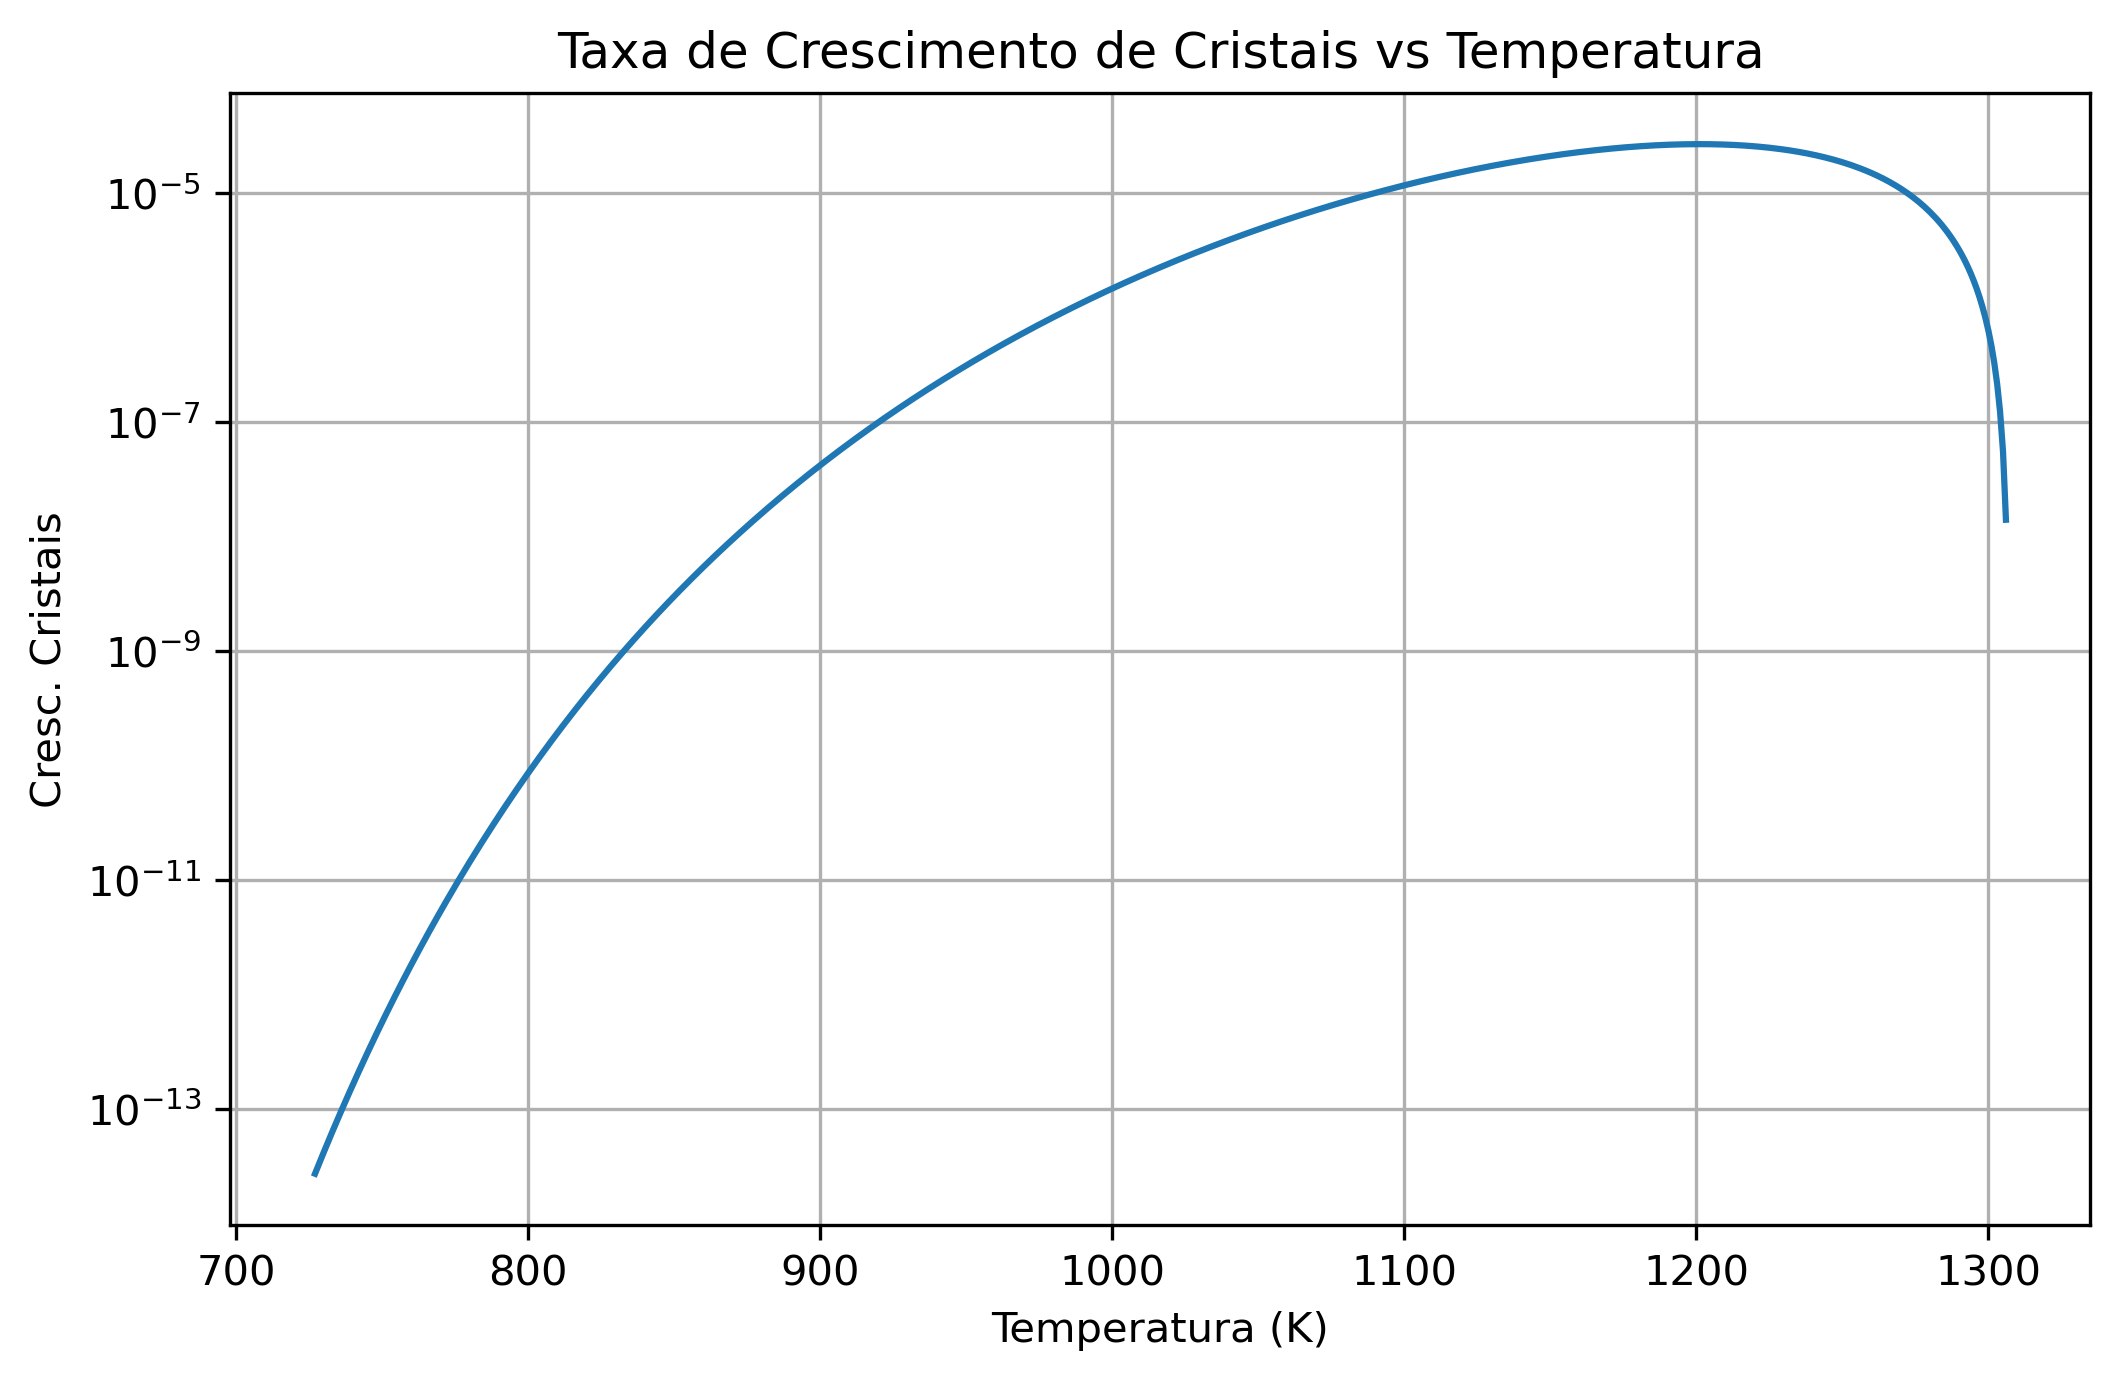 Taxa de Crescimento de Cristais vs Temperatura
Cresc. Cristais
10⁻⁵
10⁻⁷
10⁻⁹
10⁻¹¹
10⁻¹³
700 800 900 1000 1100 1200 1300
Temperatura (K)